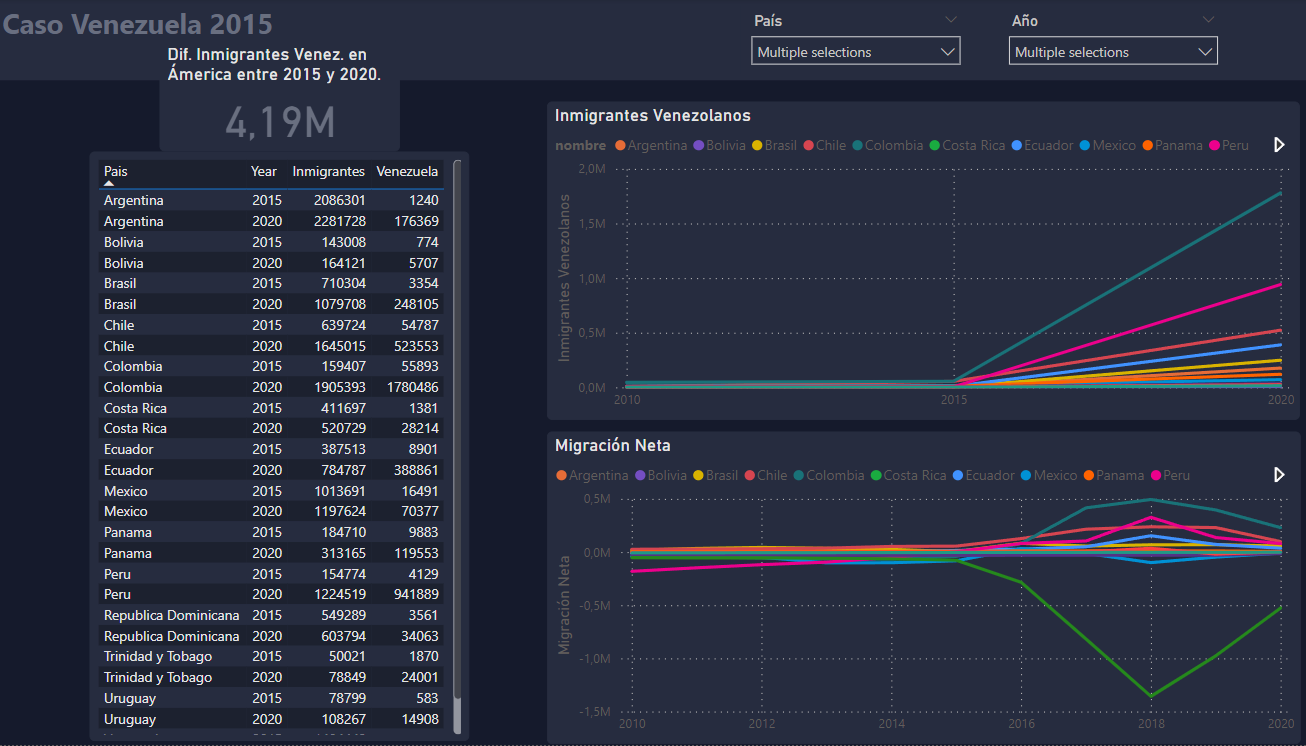 Caso Venezuela 2015
País
Año
Multiple selections
Multiple selections
Dif. Inmigrantes Venez. en
Ámerica entre 2015 y 2020.
4,19M
Pais Year Inmigrantes Venezuela
Argentina 2015 2086301 1240
Argentina 2020 2281728 176369
Bolivia 2015 143008 774
Bolivia 2020 164121 5707
Brasil 2015 710304 3354
Brasil 2020 1079708 248105
Chile 2015 639724 54787
Chile 2020 1645015 523553
Colombia 2015 159407 55893
Colombia 2020 1905393 1780486
Costa Rica 2015 411697 1381
Costa Rica 2020 520729 28214
Ecuador 2015 387513 8901
Ecuador 2020 784787 388861
Mexico 2015 1013691 16491
Mexico 2020 1197624 70377
Panama 2015 184710 9883
Panama 2020 313165 119553
Peru 2015 154774 4129
Peru 2020 1224519 941889
Republica Dominicana 2015 549289 3561
Republica Dominicana 2020 603794 34063
Trinidad y Tobago 2015 50021 1870
Trinidad y Tobago 2020 78849 24001
Uruguay 2015 78799 583
Uruguay 2020 108267 14908
Inmigrantes Venezolanos
nombre Argentina Bolivia Brasil Chile Colombia Costa Rica Ecuador Mexico Panama Peru
Inmigrantes Venezolanos
2,0M
1,5M
1,0M
0,5M
0,0M
2010 2015 2020
Migración Neta
Argentina Bolivia Brasil Chile Colombia Costa Rica Ecuador Mexico Panama Peru
Migración Neta
0,5M
0,0M
-0,5M
-1,0M
-1,5M
2010 2012 2014 2016 2018 2020